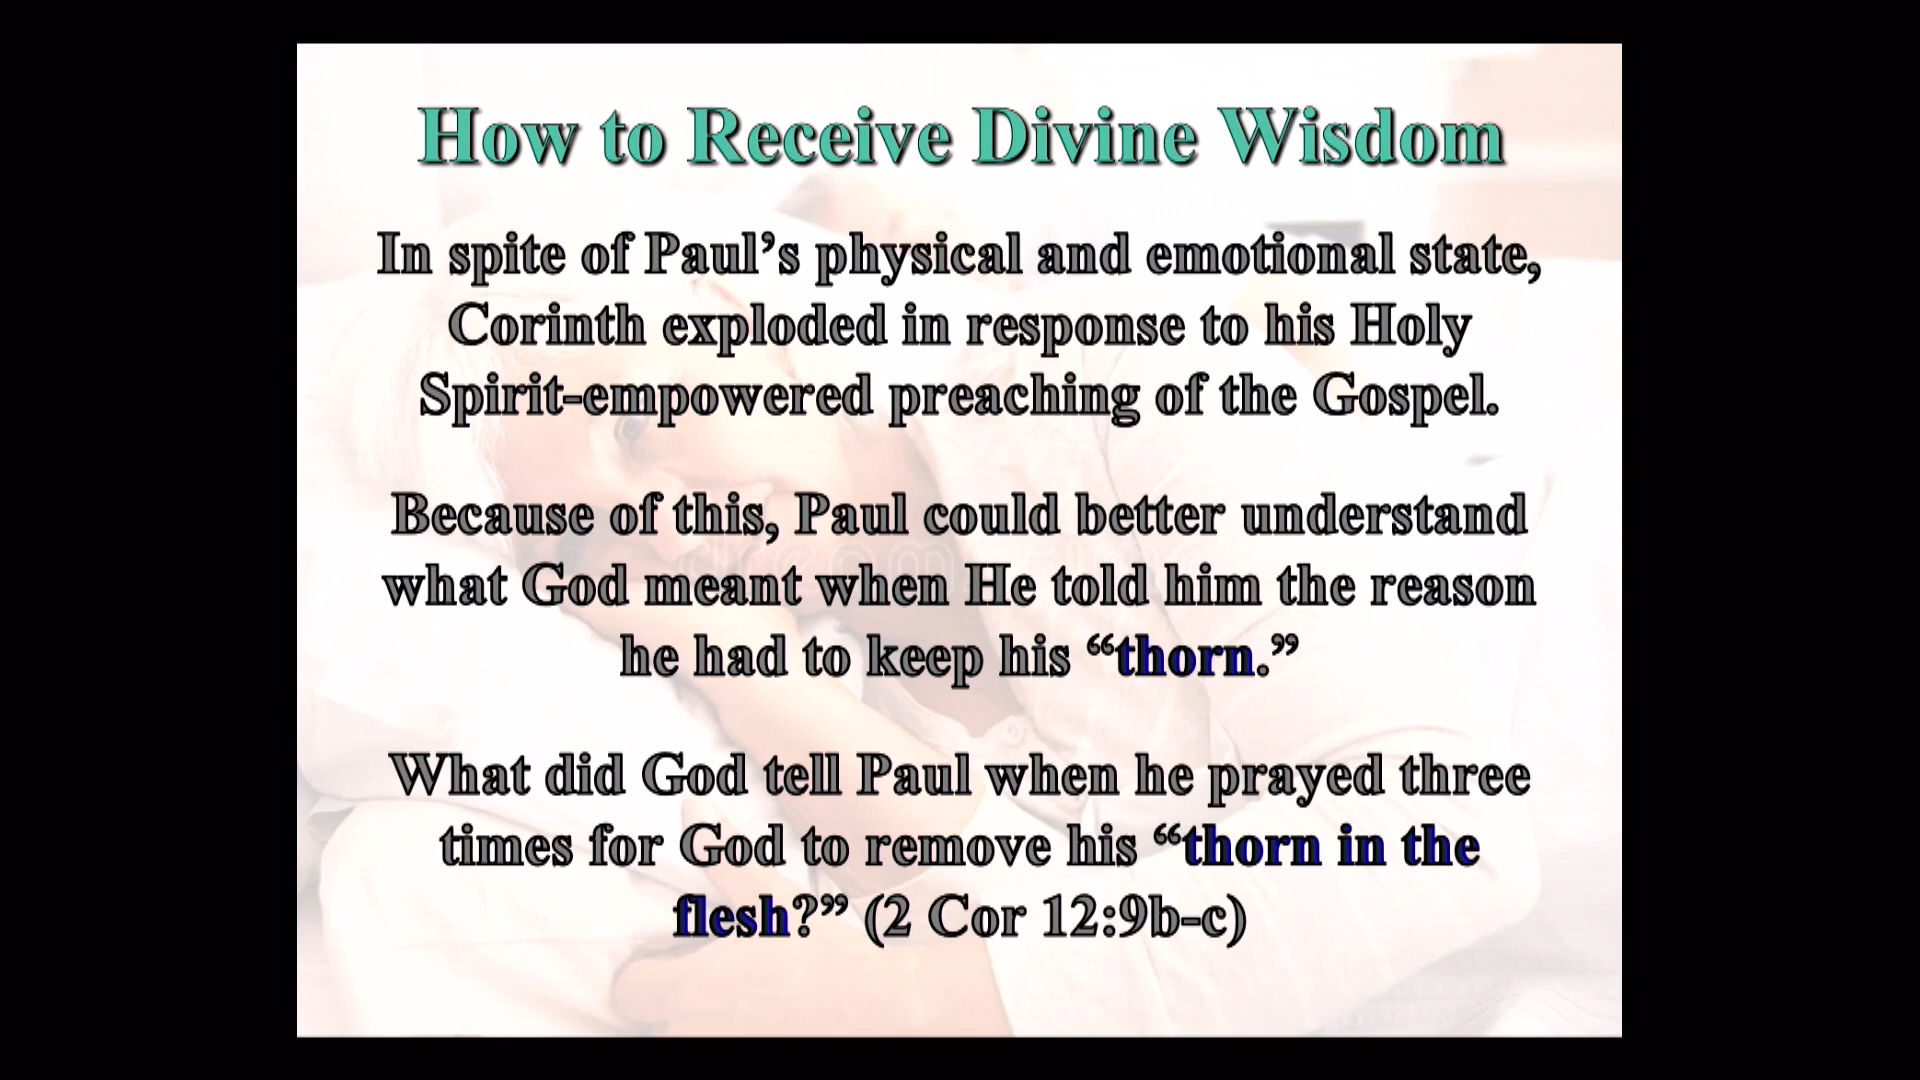 How to Receive Divine Wisdom
In spite of Paul’s physical and emotional state,
Corinth exploded in response to his Holy
Spirit-empowered preaching of the Gospel.
Because of this, Paul could better understand
what God meant when He told him the reason
he had to keep his “thorn.”
What did God tell Paul when he prayed three
times for God to remove his “thorn in the
flesh?” (2 Cor 12:9b-c)